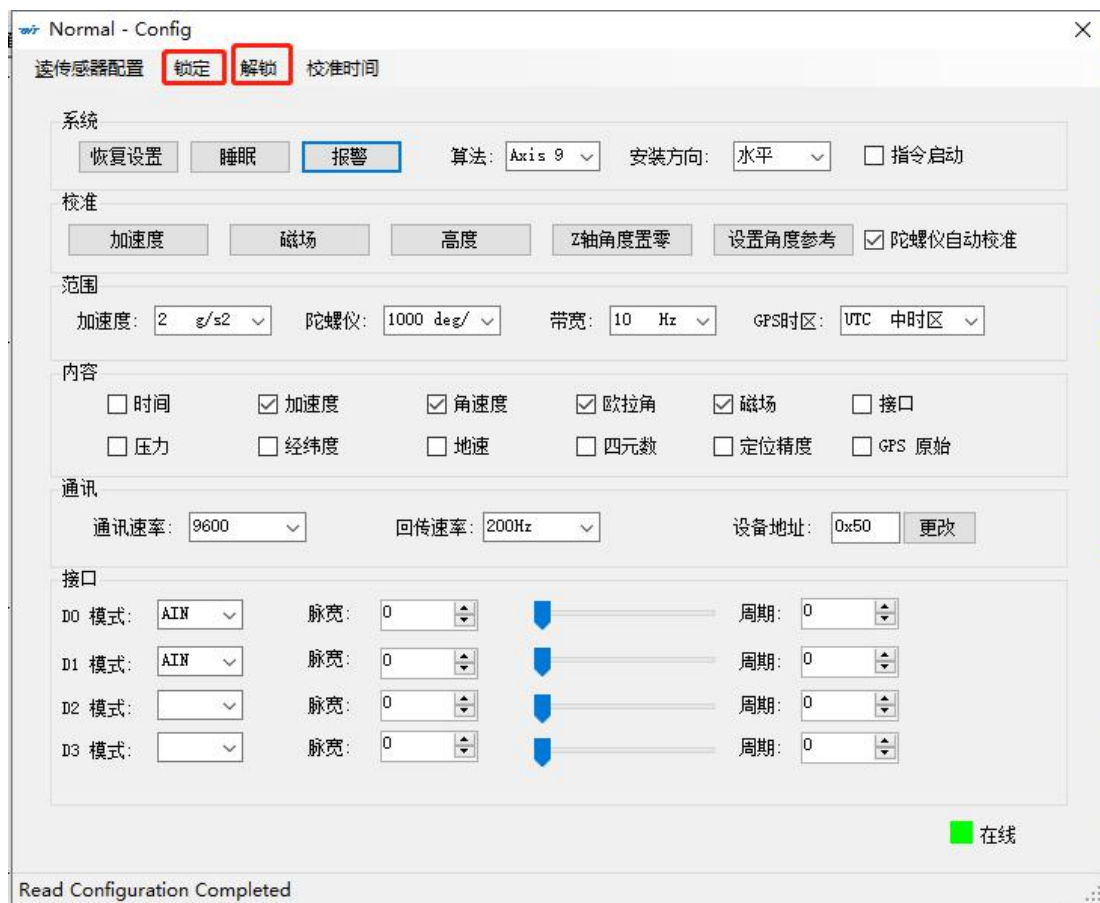 Normal - Config
读传感器配置 锁定 解锁 校准时间
系统
恢复设置 睡眠 报警 算法: Axis 9 安装方向: 水平 指令启动
校准
加速度 磁场 高度 Z轴角度置零 设置角度参考 陀螺仪自动校准
范围
加速度: 2 g/s2 陀螺仪: 1000 deg/ 带宽: 10 Hz GPS时区: UTC 中时区
内容
时间 加速度 角速度 欧拉角 磁场 接口
压力 经纬度 地速 四元数 定位精度 GPS 原始
通讯
通讯速率: 9600 回传速率: 200Hz 设备地址: 0x50 更改
接口
D0 模式: AIN 脉宽: 0 周期: 0
D1 模式: AIN 脉宽: 0 周期: 0
D2 模式: 脉宽: 0 周期: 0
D3 模式: 脉宽: 0 周期: 0
在线
Read Configuration Completed